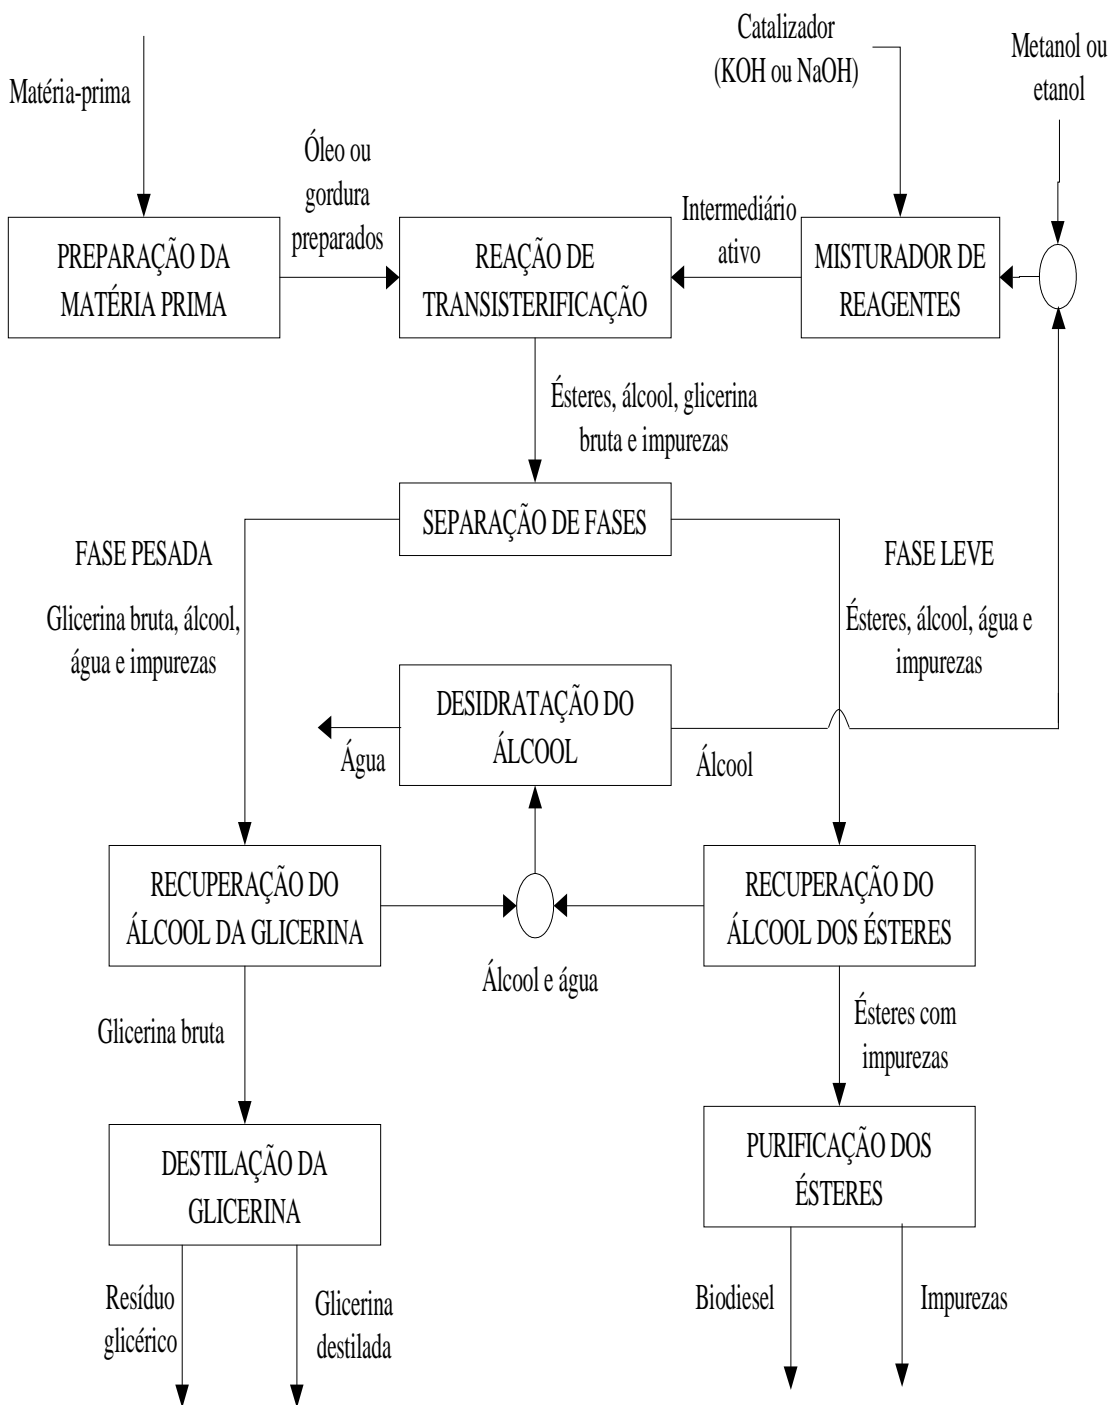 Catalizador
(KOH ou NaOH)
Metanol ou
etanol
Matéria-prima
Óleo ou
gordura
preparados
Intermediário
ativo
PREPARAÇÃO DA
MATÉRIA PRIMA
REAÇÃO DE
TRANSISTERIFICAÇÃO
MISTURADOR DE
REAGENTES
Ésteres, álcool, glicerina
bruta e impurezas
SEPARAÇÃO DE FASES
FASE PESADA
Glicerina bruta, álcool,
água e impurezas
FASE LEVE
Ésteres, álcool, água e
impurezas
DESIDRATAÇÃO DO
ÁLCOOL
Água
Álcool
RECUPERAÇÃO DO
ÁLCOOL DA GLICERINA
Álcool e água
RECUPERAÇÃO DO
ÁLCOOL DOS ÉSTERES
Glicerina bruta
Ésteres com
impurezas
DESTILAÇÃO DA
GLICERINA
PURIFICAÇÃO DOS
ÉSTERES
Resíduo
glicérico
Glicerina
destilada
Biodiesel
Impurezas